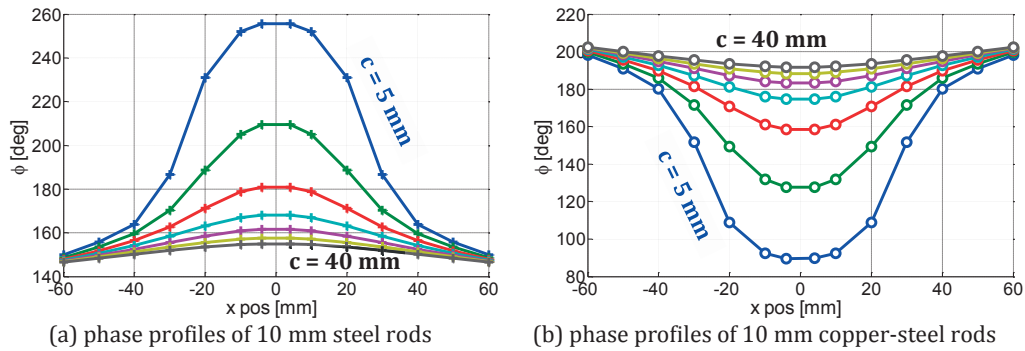 260
240
220
200
180
160
140
-60
-40
-20
0
20
40
60
ϕ [deg]
x pos [mm]
c = 5 mm
c = 40 mm
(a) phase profiles of 10 mm steel rods
220
200
180
160
140
120
100
80
-60
-40
-20
0
20
40
60
ϕ [deg]
x pos [mm]
c = 40 mm
c = 5 mm
(b) phase profiles of 10 mm copper-steel rods